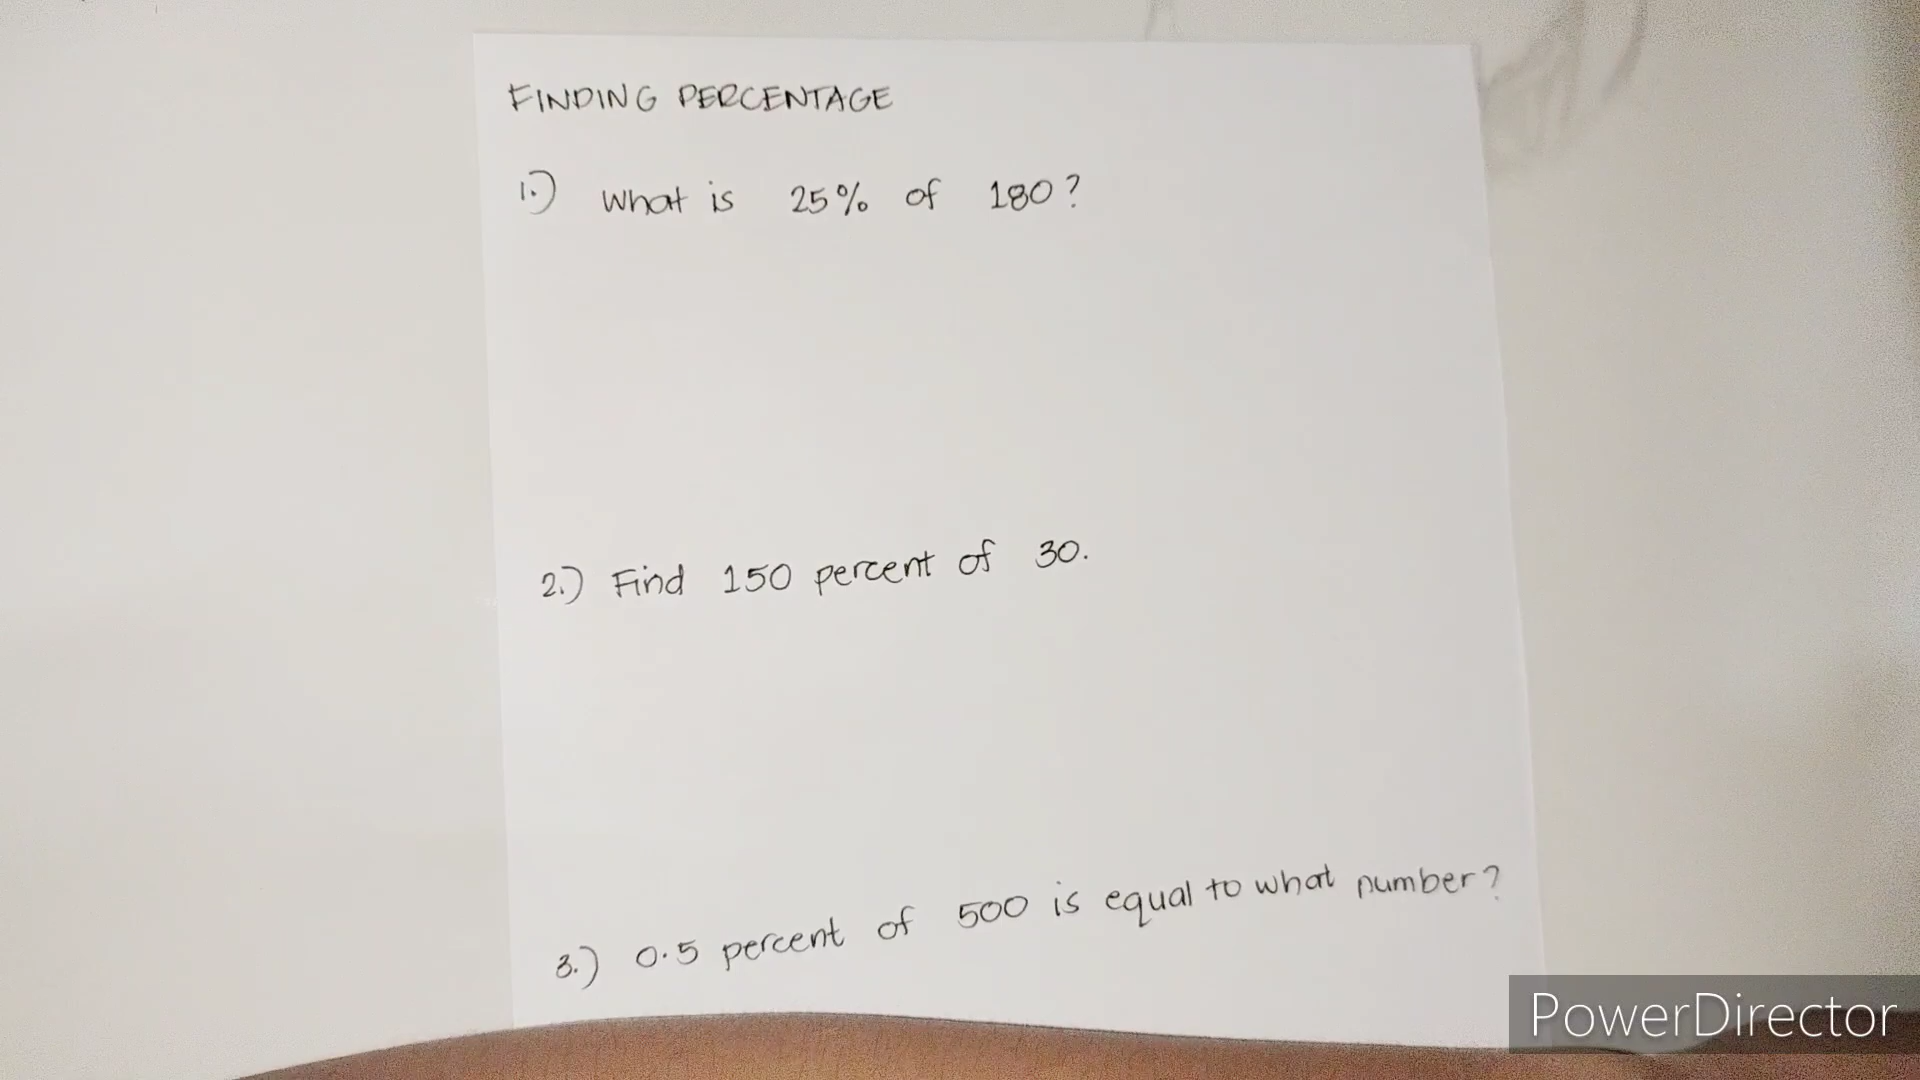 FINDING PERCENTAGE
1.) What is 25% of 180?
2.) Find 150 percent of 30.
3.) 0.5 percent of 500 is equal to what number?
PowerDirector